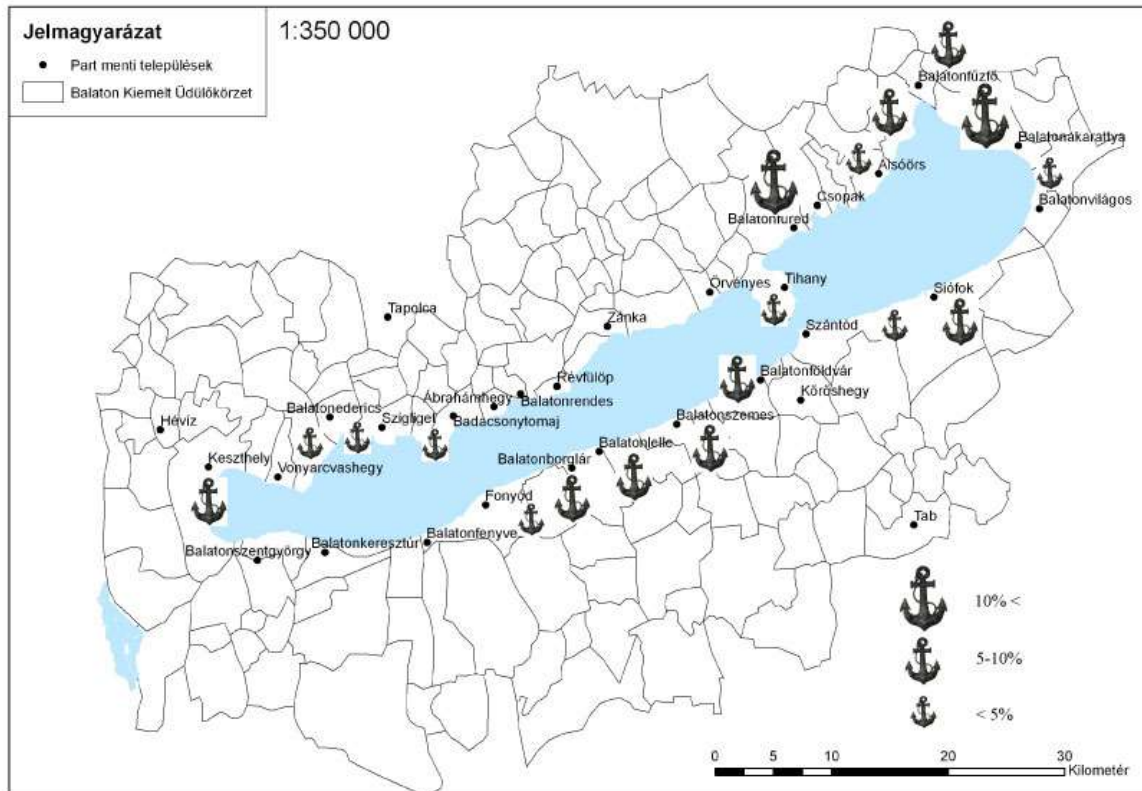 Jelmagyarázat
1:350 000
Part menti települések
Balaton Kiemelt Üdülőkörzet
Balatonfűzfő
Balatonakarattya
Alsóörs
Csopak
Balatonvilágos
Balatonfured
Tihany
Örvényes
Siófok
Tapolca
Zánka
Szántód
Révfülöp
Balatonföldvár
Ábrahámhegy
Balatonrendes
Kőröshegy
Balatonederics
Szigliget
Badacsonytomaj
Balatonszemes
Hévíz
Balatonlelle
Keszthely
Vonyarcvashegy
Balatonboglár
Fonyód
Tab
Balatonszentgyörgy
Balatonkeresztúr
Balatonfenyve
10% <
5-10%
< 5%
0 5 10 20 30
Kilometér